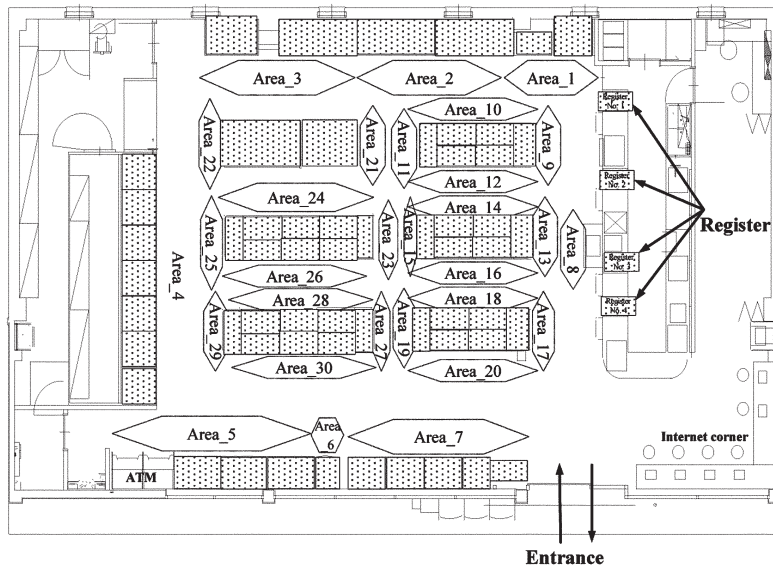 Area_3
Area_2
Area_1
Area_10
Area_22
Area_21
Area_11
Area_9
Register
No. 1
Area_12
Register
No. 2
Area_24
Area_14
Register
Area_25
Area_4
Area_23
Area_15
Area_13
Area_8
Register
No. 3
Area_26
Area_16
Area_28
Area_18
Register
No. 4
Area_29
Area_27
Area_19
Area_17
Area_30
Area_20
Area_5
Area
_6
Area_7
Internet corner
ATM
Entrance